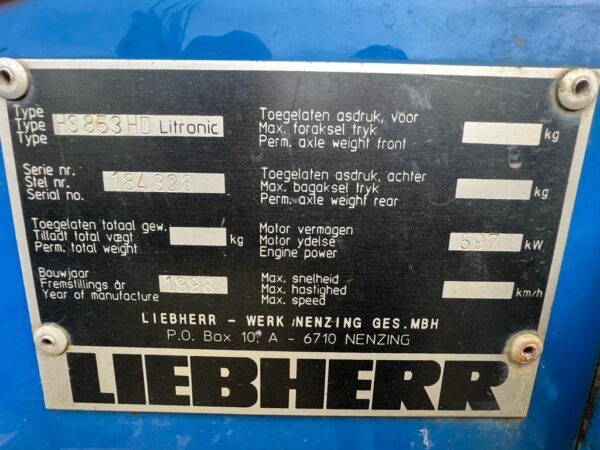 Type
Type HS 853 HD Litronic
Type
Serie nr.
Stel nr. 184328
Serial no.
Toegelaten totaal gew.
Tilladt total vægt kg
Perm. total weight
Bouwjaar
Fremstillings år 1998
Year of manufacture
Toegelaten asdruk, voor
Max. foraksel tryk kg
Perm. axle weight front
Toegelaten asdruk, achter
Max. bagaksel tryk kg
Perm. axle weight rear
Motor vermogen
Motor ydelse 597 kW
Engine power
Max. snelheid
Max. hastighed km/h
Max. speed
LIEBHERR - WERK NENZING GES.MBH
P.O. Box 10, A - 6710 NENZING
LIEBHERR